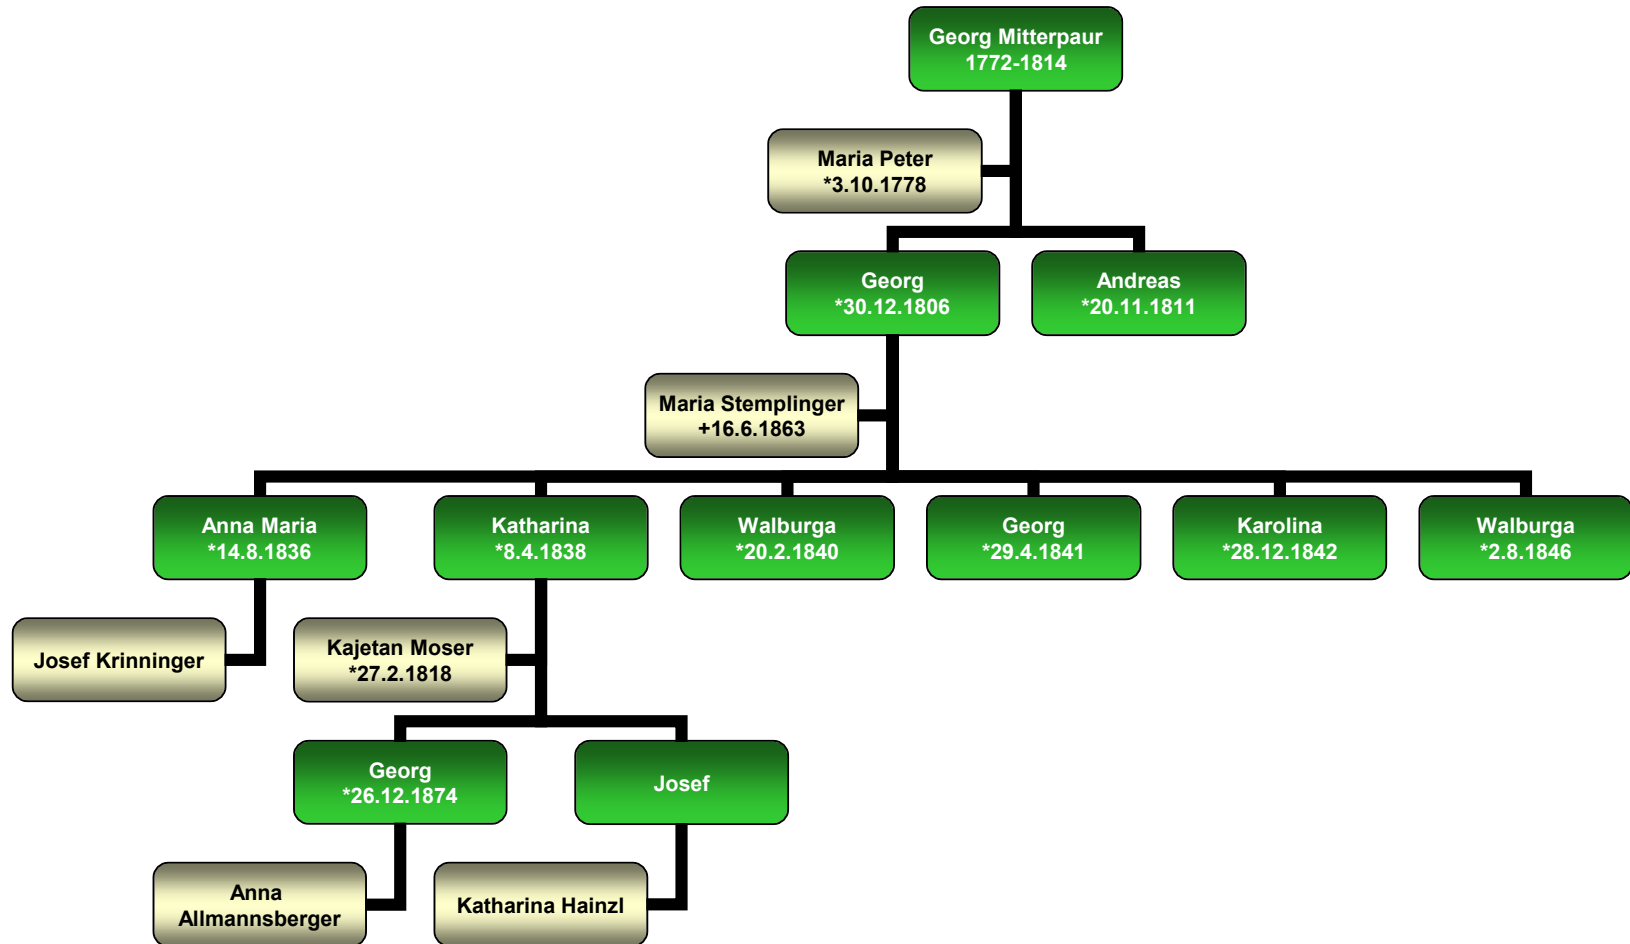 Georg Mitterpaur
1772-1814
Maria Peter
*3.10.1778
Georg
*30.12.1806
Andreas
*20.11.1811
Maria Stemplinger
+16.6.1863
Anna Maria
*14.8.1836
Katharina
*8.4.1838
Walburga
*20.2.1840
Georg
*29.4.1841
Karolina
*28.12.1842
Walburga
*2.8.1846
Josef Krinninger
Kajetan Moser
*27.2.1818
Georg
*26.12.1874
Josef
Anna
Allmannsberger
Katharina Hainzl